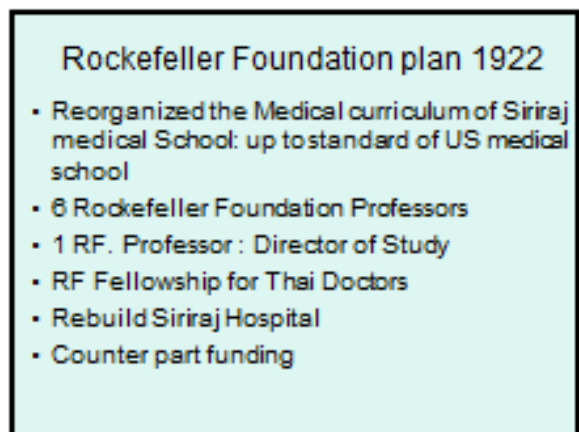 Rockefeller Foundation plan 1922
• Reorganized the Medical curriculum of Siriraj
medical School: up to standard of US medical
school
• 6 Rockefeller Foundation Professors
• 1 RF. Professor : Director of Study
• RF Fellowship for Thai Doctors
• Rebuild Siriraj Hospital
• Counter part funding